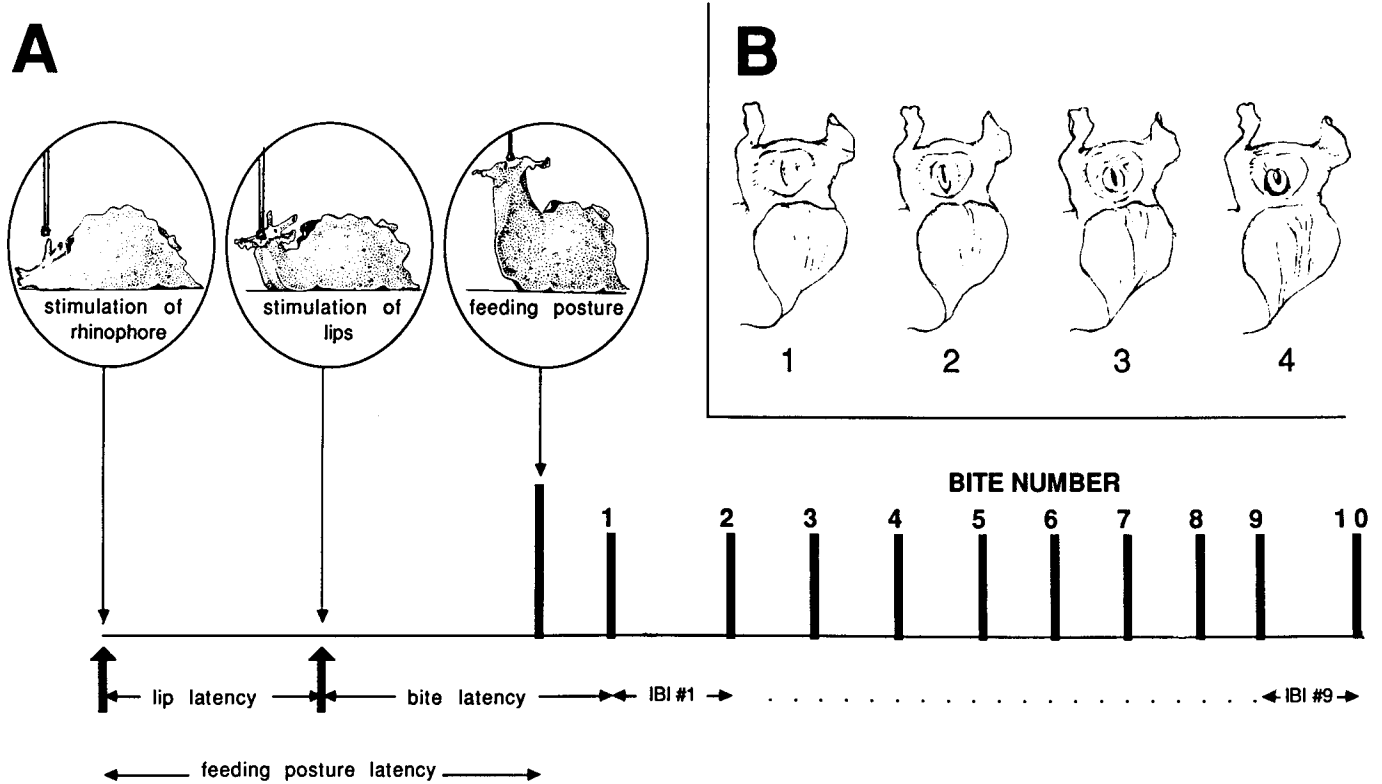 A
stimulation of
rhinophore
stimulation of
lips
feeding posture
B
1 2 3 4
BITE NUMBER
1 2 3 4 5 6 7 8 9 10
lip latency
bite latency
IBI #1
IBI #9
feeding posture latency